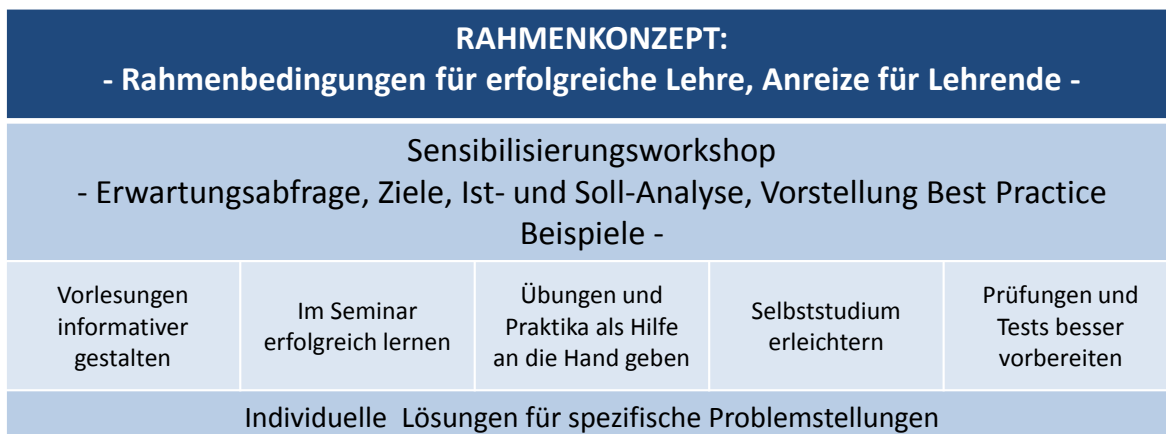 RAHMENKONZEPT:
- Rahmenbedingungen für erfolgreiche Lehre, Anreize für Lehrende -
Sensibilisierungsworkshop
- Erwartungsabfrage, Ziele, Ist- und Soll-Analyse, Vorstellung Best Practice
Beispiele -
Vorlesungen
informativer
gestalten
Im Seminar
erfolgreich lernen
Übungen und
Praktika als Hilfe
an die Hand geben
Selbststudium
erleichtern
Prüfungen und
Tests besser
vorbereiten
Individuelle Lösungen für spezifische Problemstellungen